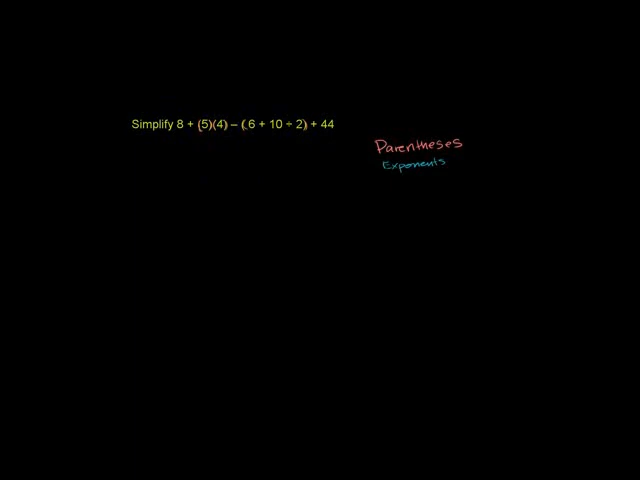 Simplify 8 + (5)(4) – (6 + 10 ÷ 2) + 44
Parentheses
Exponents